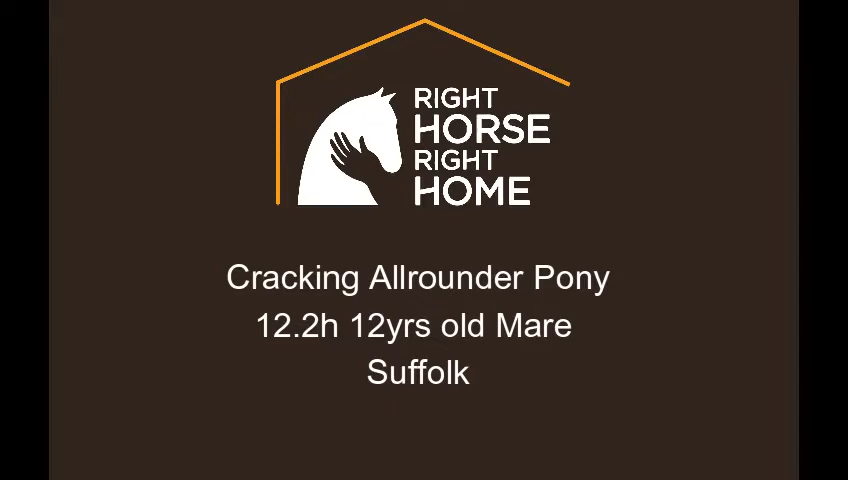 RIGHT
HORSE
RIGHT
HOME
Cracking Allrounder Pony
12.2h 12yrs old Mare
Suffolk